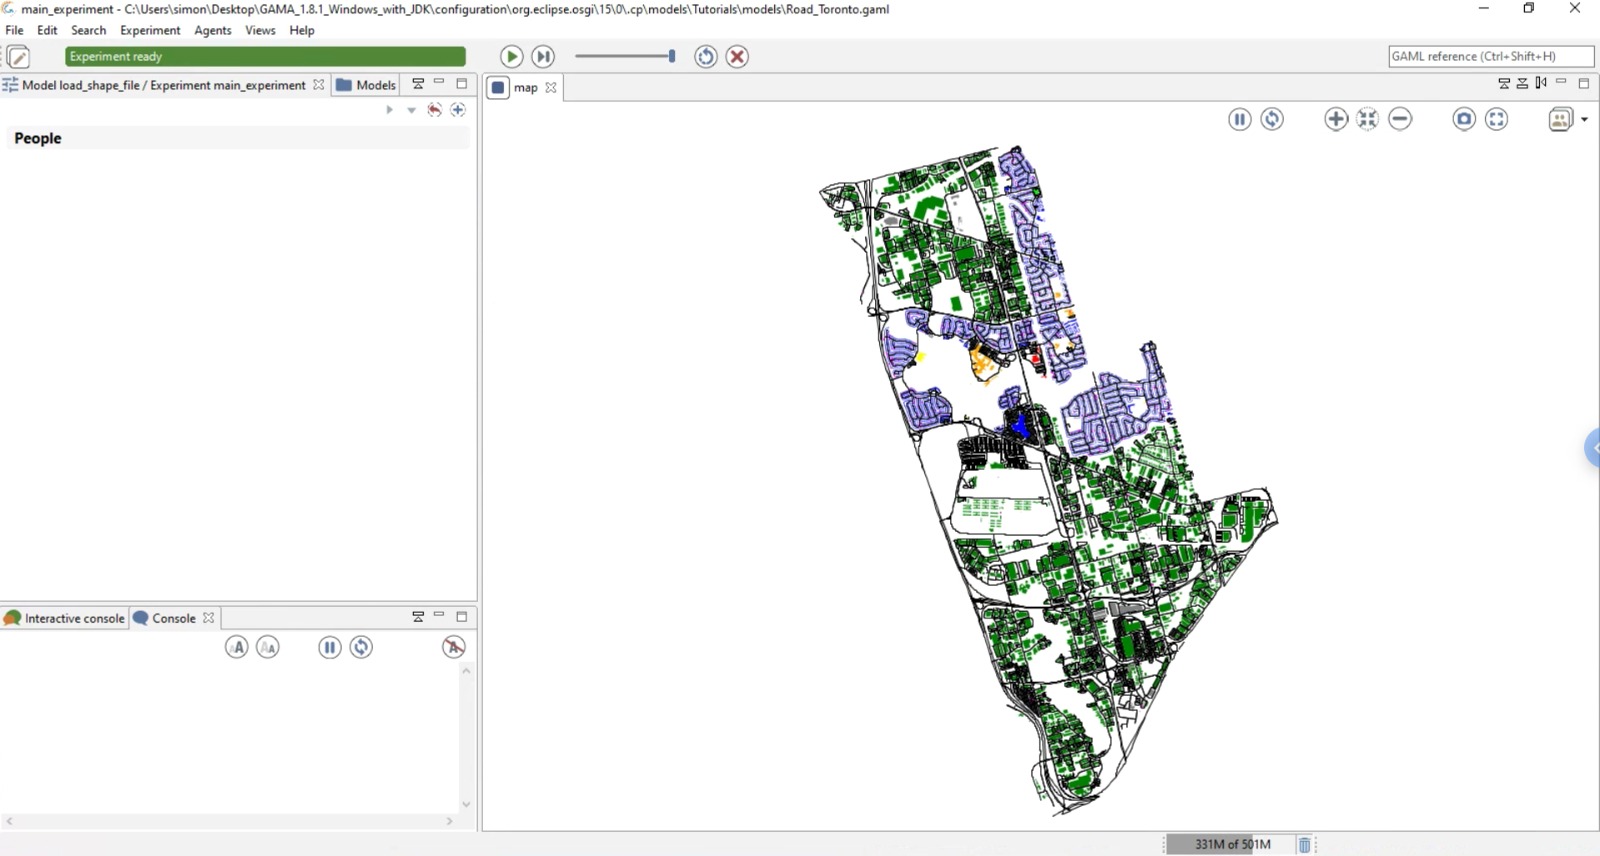 main_experiment - C:\Users\simon\Desktop\GAMA_1.8.1_Windows_with_JDK\configuration\org.eclipse.osgi\15\0\.cp\models\Tutorials\models\Road_Toronto.gaml
File Edit Search Experiment Agents Views Help
Experiment ready
GAML reference (Ctrl+Shift+H)
Model load_shape_file / Experiment main_experiment
Models
map
People
Interactive console
Console
AA
AA
A
331M of 501M